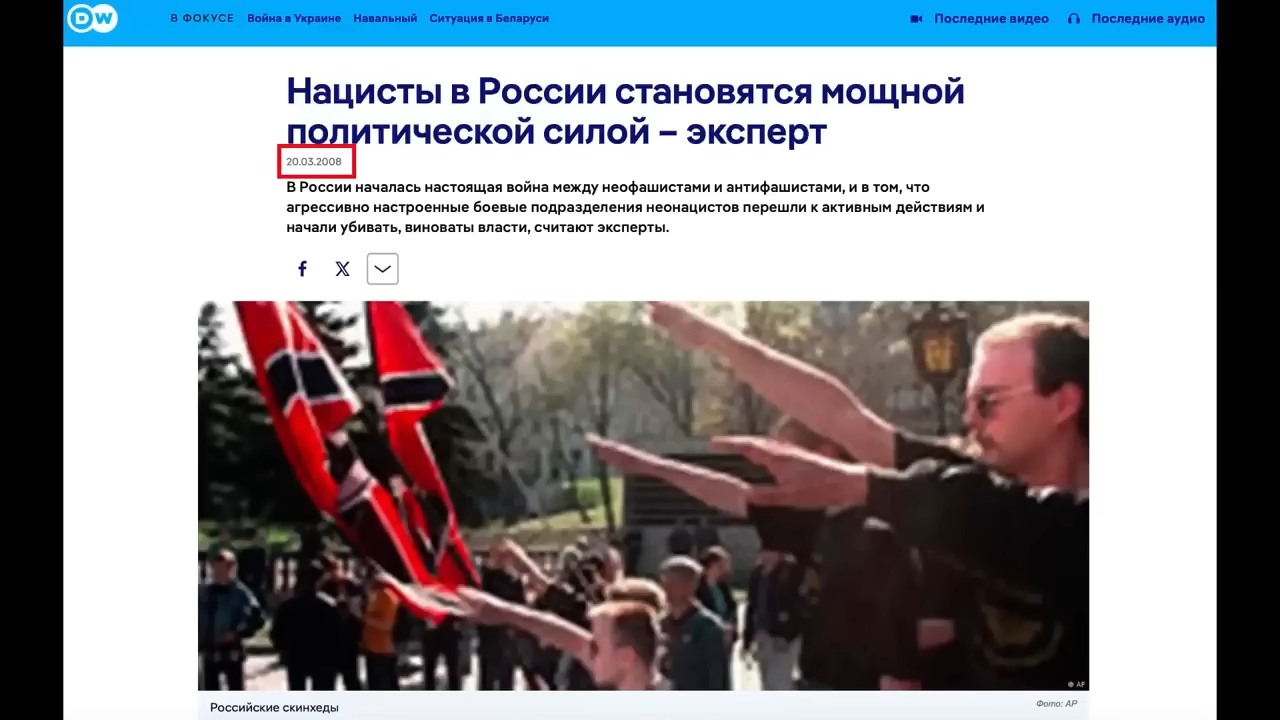 DW
В ФОКУСЕ Война в Украине Навальный Ситуация в Беларуси Последние видео Последние аудио
Нацисты в России становятся мощной
политической силой – эксперт
20.03.2008
В России началась настоящая война между неофашистами и антифашистами, и в том, что
агрессивно настроенные боевые подразделения неонацистов перешли к активным действиям и
начали убивать, виноваты власти, считают эксперты.
© AP
Российские скинхеды Фото: AP